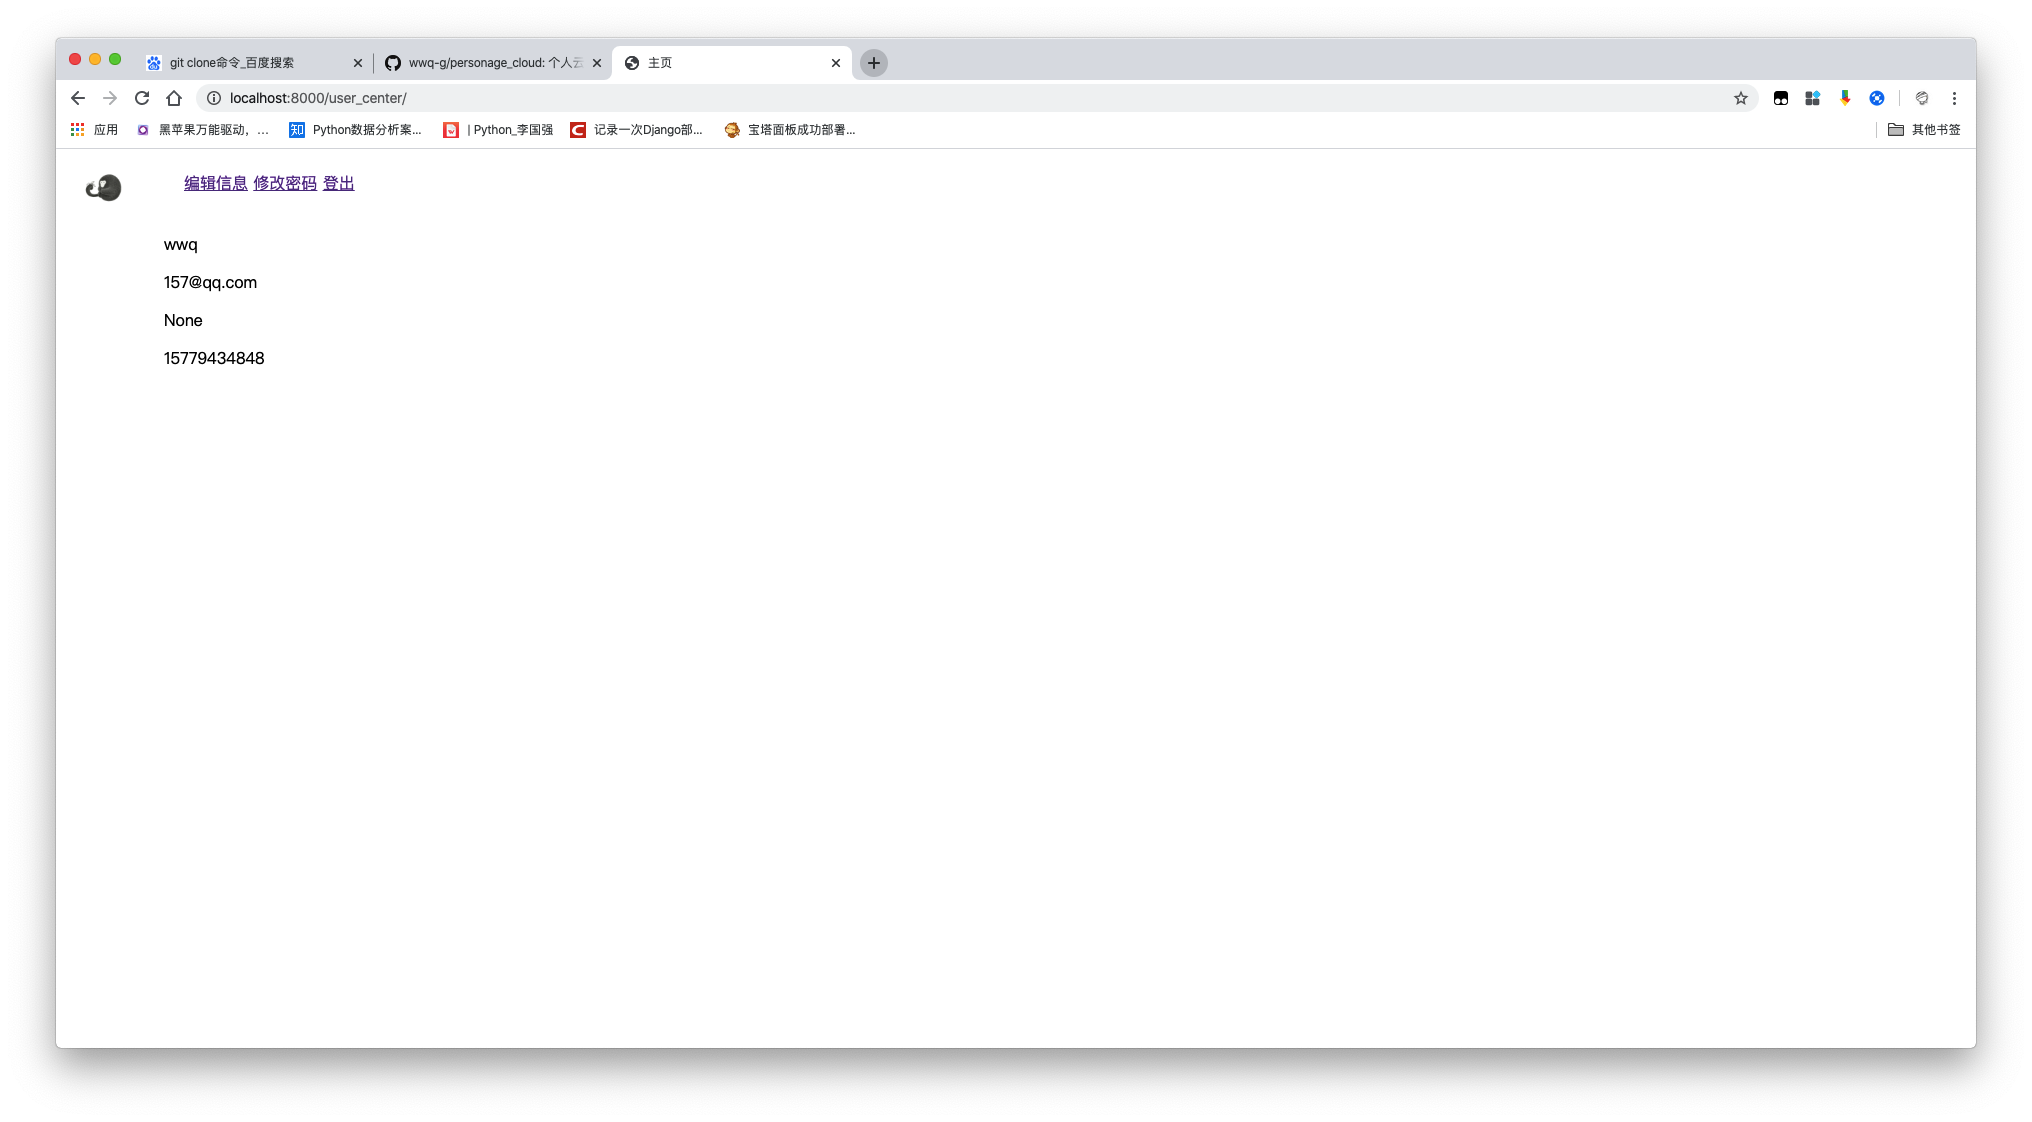 git clone命令_百度搜索
wwq-g/personage_cloud: 个人云
主页
localhost:8000/user_center/
应用
黑苹果万能驱动，...
知 Python数据分析案...
| Python_李国强
C 记录一次Django部...
宝塔面板成功部署...
其他书签
编辑信息 修改密码 登出
wwq
157@qq.com
None
15779434848